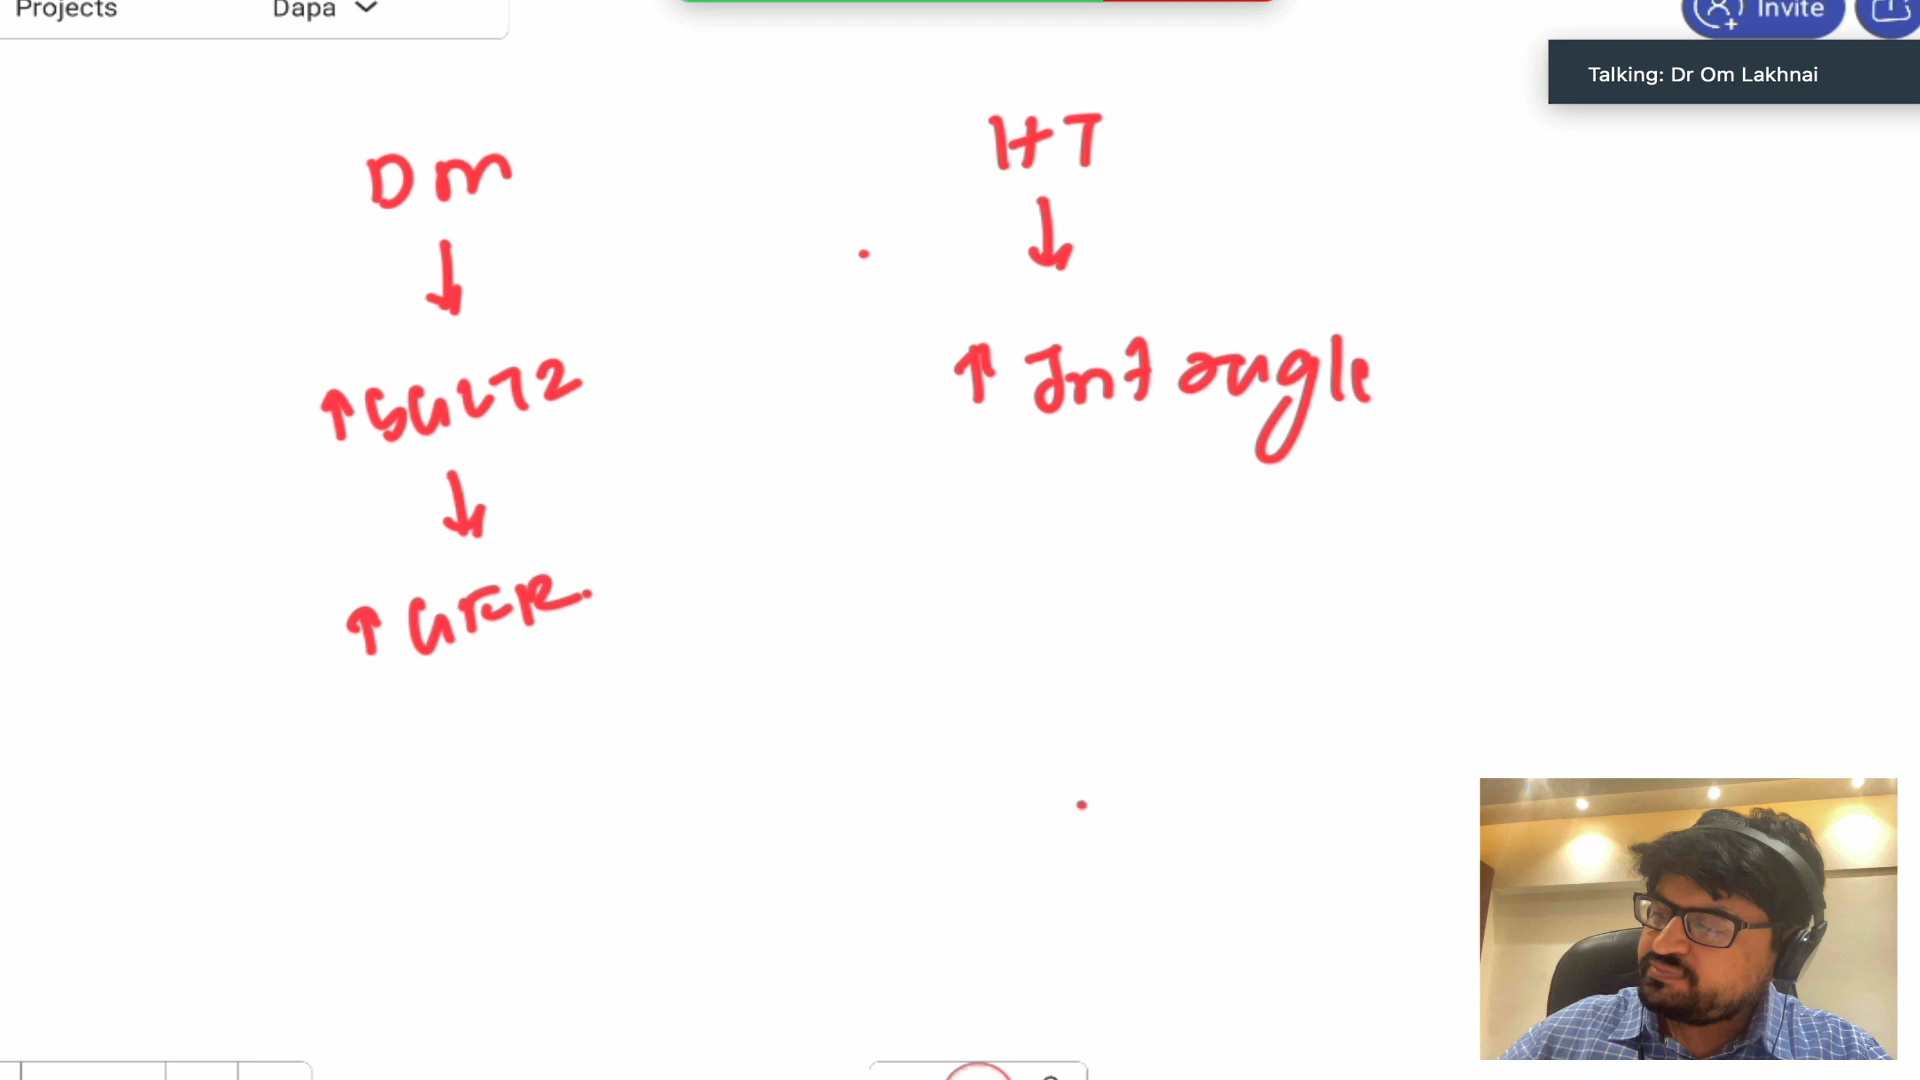 Projects Dapa
Invite
Talking: Dr Om Lakhnai
Dm
↓
↑ SGLT2
↓
↑ GFR.
HT
↓
↑ Int angle